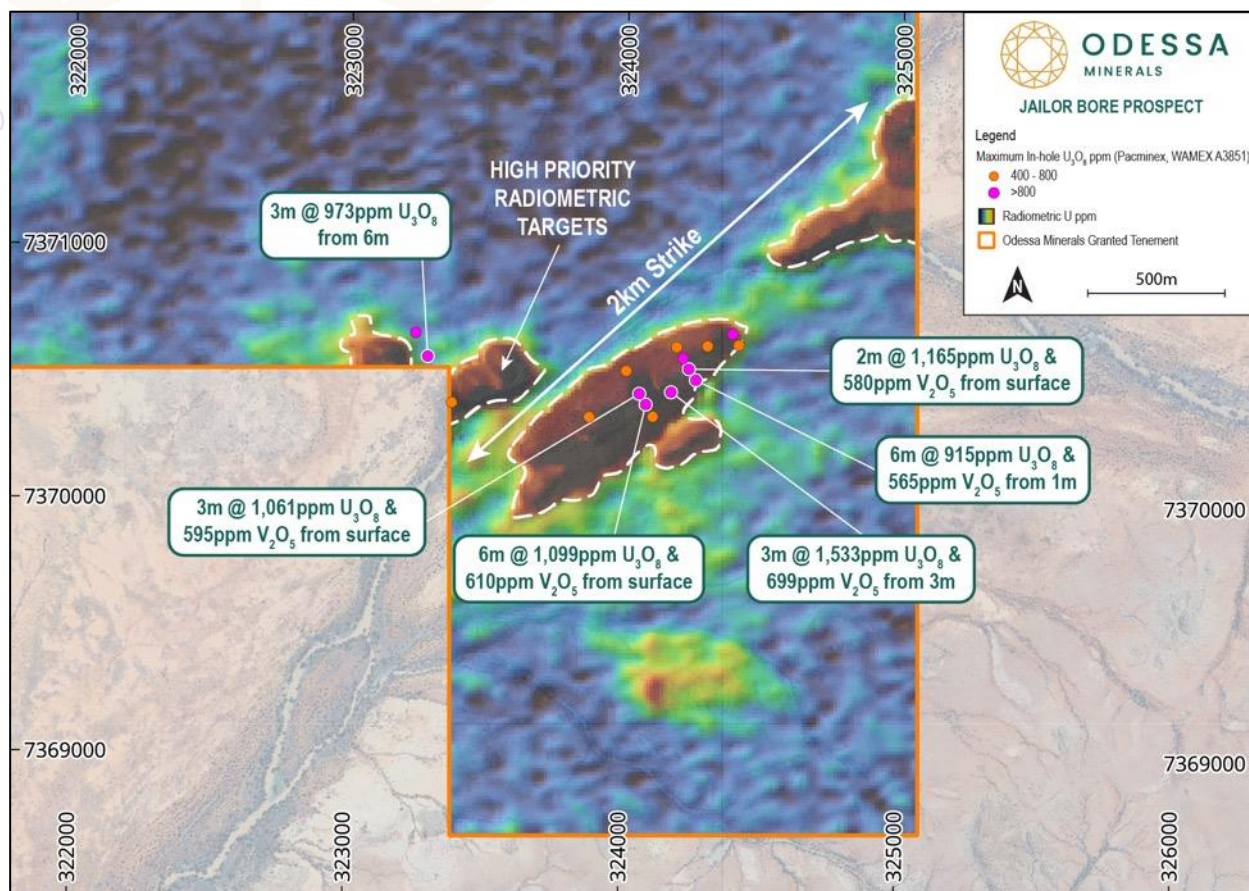 322000
323000
324000
325000
ODESSA
MINERALS
JAILOR BORE PROSPECT
Legend
Maximum In-hole U₃O₈ ppm (Pacminex, WAMEX A3851)
400 - 800
>800
Radiometric U ppm
Odessa Minerals Granted Tenement
N
500m
HIGH PRIORITY
RADIOMETRIC
TARGETS
3m @ 973ppm U₃O₈
from 6m
7371000
2km Strike
2m @ 1,165ppm U₃O₈ &
580ppm V₂O₅ from surface
6m @ 915ppm U₃O₈ &
565ppm V₂O₅ from 1m
7370000
7370000
3m @ 1,061ppm U₃O₈ &
595ppm V₂O₅ from surface
6m @ 1,099ppm U₃O₈ &
610ppm V₂O₅ from surface
3m @ 1,533ppm U₃O₈ &
699ppm V₂O₅ from 3m
7369000
7369000
322000
323000
324000
325000
326000